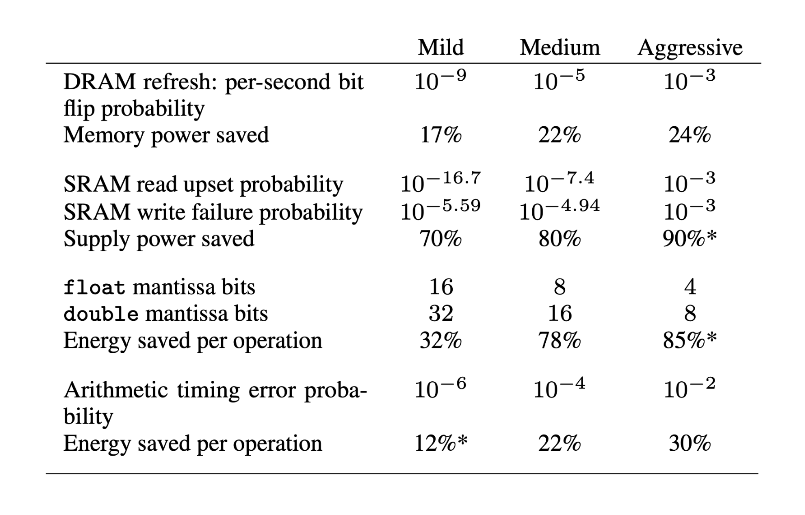 Mild Medium Aggressive
DRAM refresh: per-second bit 10⁻⁹ 10⁻⁵ 10⁻³
flip probability
Memory power saved 17% 22% 24%
SRAM read upset probability 10⁻¹⁶·⁷ 10⁻⁷·⁴ 10⁻³
SRAM write failure probability 10⁻⁵·⁵⁹ 10⁻⁴·⁹⁴ 10⁻³
Supply power saved 70% 80% 90%*
float mantissa bits 16 8 4
double mantissa bits 32 16 8
Energy saved per operation 32% 78% 85%*
Arithmetic timing error proba- 10⁻⁶ 10⁻⁴ 10⁻²
bility
Energy saved per operation 12%* 22% 30%